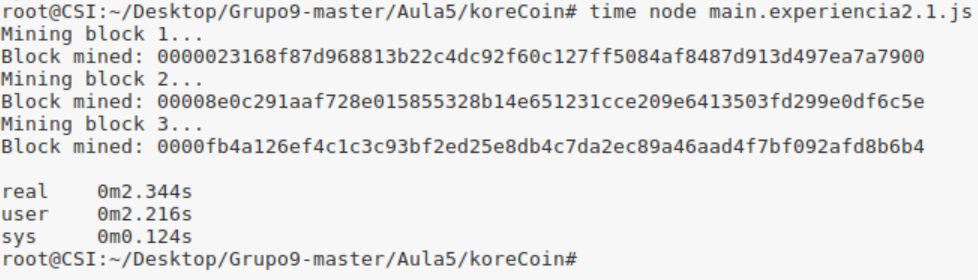 root@CSI:~/Desktop/Grupo9-master/Aula5/koreCoin# time node main.experiencia2.1.js
Mining block 1...
Block mined: 0000023168f87d968813b22c4dc92f60c127ff5084af8487d913d497ea7a7900
Mining block 2...
Block mined: 00008e0c291aaf728e015855328b14e651231cce209e6413503fd299e0df6c5e
Mining block 3...
Block mined: 0000fb4a126ef4c1c3c93bf2ed25e8db4c7da2ec89a46aad4f7bf092afd8b6b4
real 0m2.344s
user 0m2.216s
sys 0m0.124s
root@CSI:~/Desktop/Grupo9-master/Aula5/koreCoin#